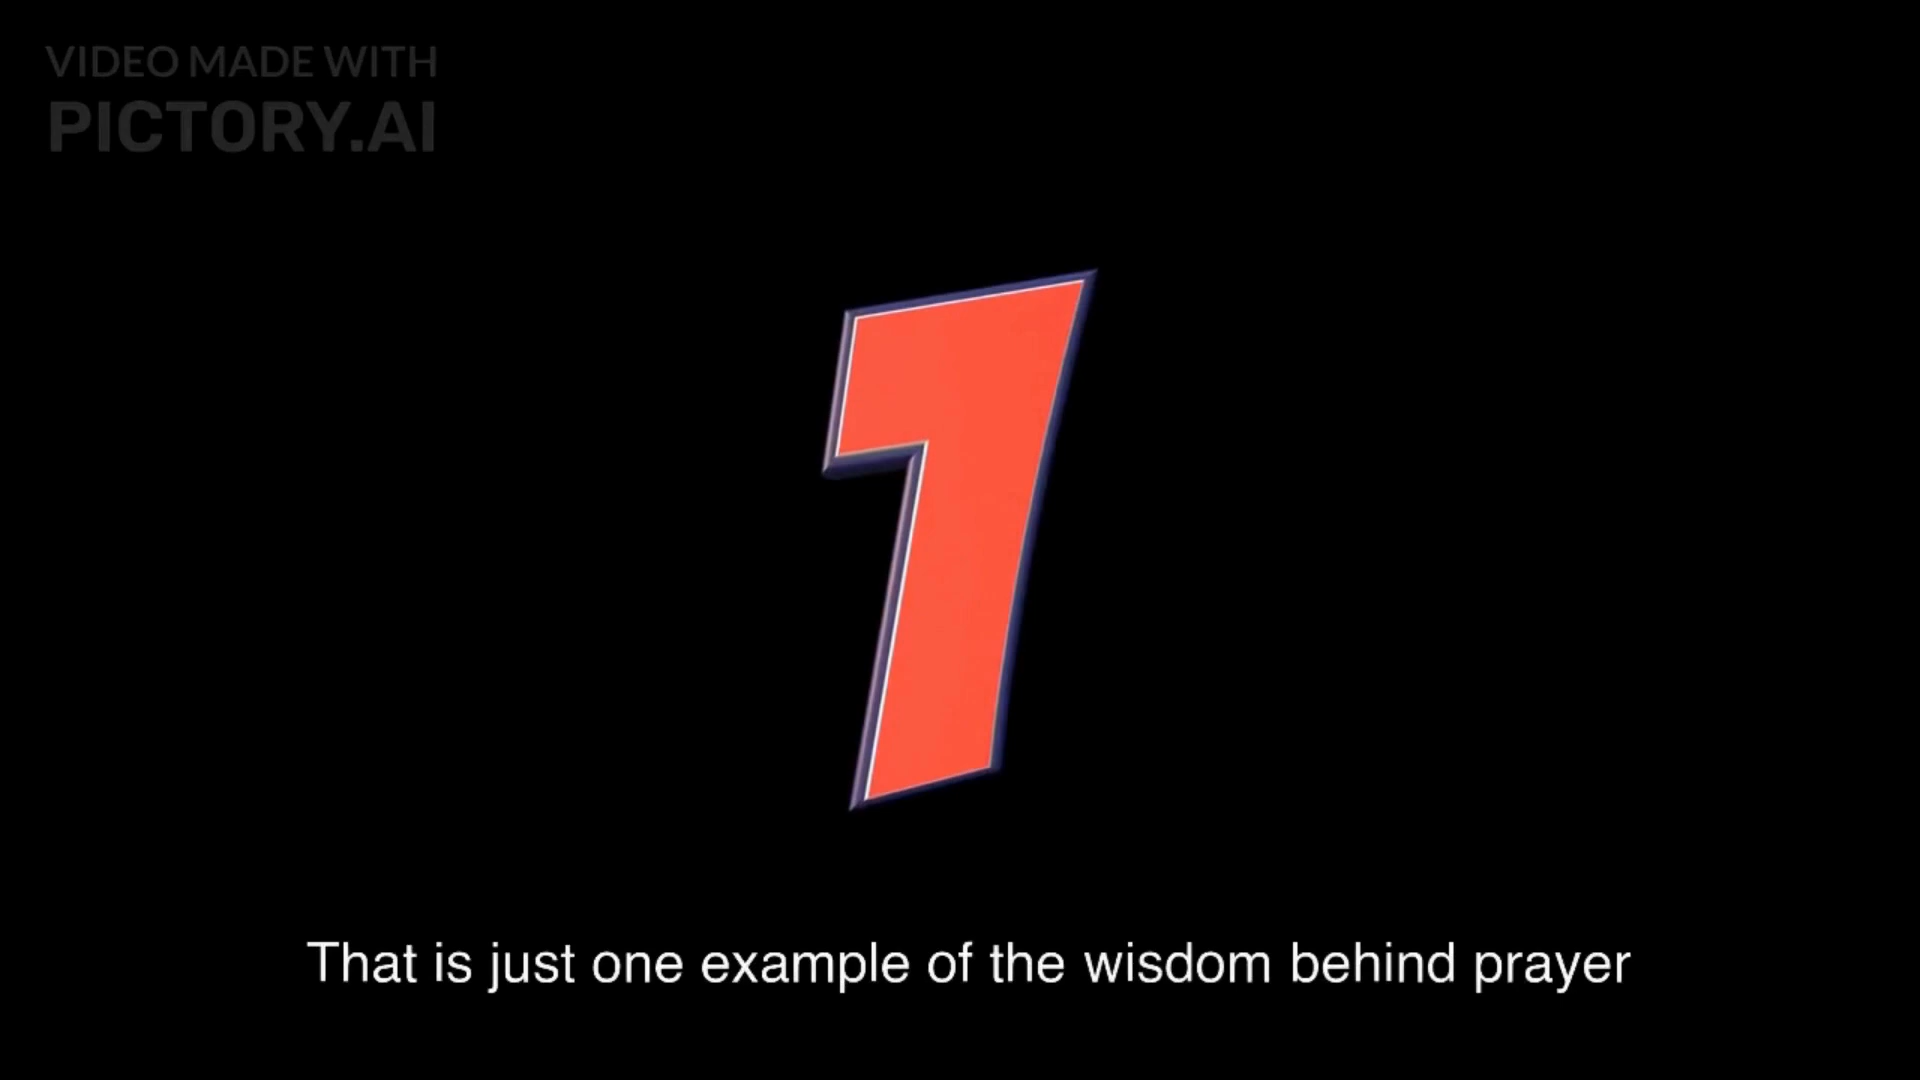 VIDEO MADE WITH
PICTORY.AI
1
That is just one example of the wisdom behind prayer